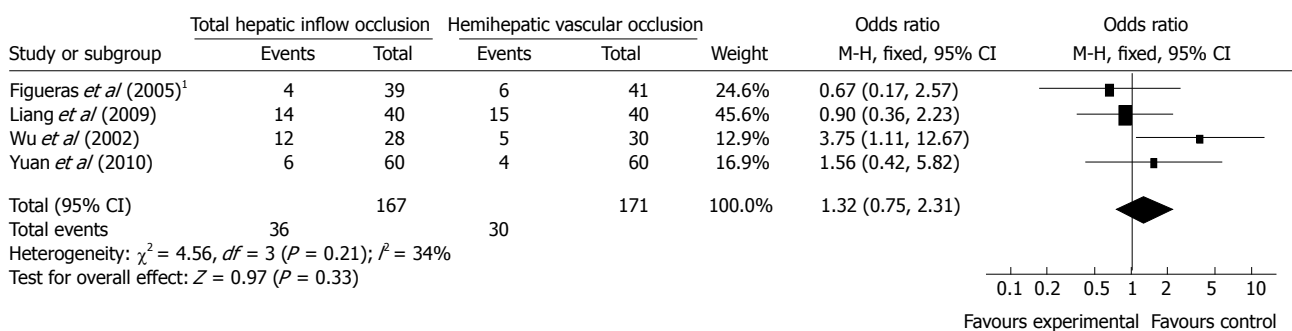 Total hepatic inflow occlusion Hemihepatic vascular occlusion Odds ratio Odds ratio
Study or subgroup Events Total Events Total Weight M-H, fixed, 95% CI M-H, fixed, 95% CI
Figueras et al (2005)¹ 4 39 6 41 24.6% 0.67 (0.17, 2.57)
Liang et al (2009) 14 40 15 40 45.6% 0.90 (0.36, 2.23)
Wu et al (2002) 12 28 5 30 12.9% 3.75 (1.11, 12.67)
Yuan et al (2010) 6 60 4 60 16.9% 1.56 (0.42, 5.82)
Total (95% CI) 167 171 100.0% 1.32 (0.75, 2.31)
Total events 36 30
Heterogeneity: χ² = 4.56, df = 3 (P = 0.21); I² = 34%
Test for overall effect: Z = 0.97 (P = 0.33)
0.1 0.2 0.5 1 2 5 10
Favours experimental Favours control